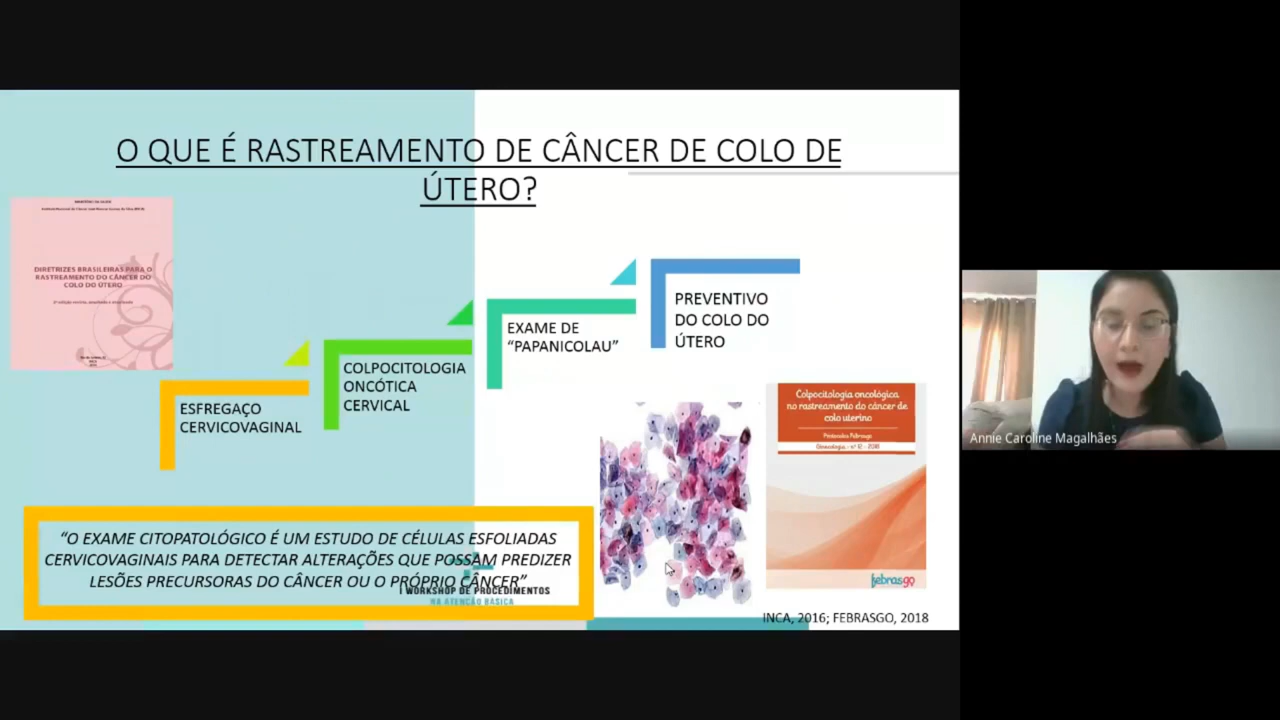 O QUE É RASTREAMENTO DE CÂNCER DE COLO DE
ÚTERO?
DIRETRIZES BRASILEIRAS PARA O
RASTREAMENTO DO CÂNCER DO
COLO DO ÚTERO
ESFREGAÇO
CERVICOVAGINAL
COLPOCITOLOGIA
ONCÓTICA
CERVICAL
EXAME DE
“PAPANICOLAU”
PREVENTIVO
DO COLO DO
ÚTERO
Colpocitologia oncológica
no rastreamento do câncer de
colo uterino
febrasgo
“O EXAME CITOPATOLÓGICO É UM ESTUDO DE CÉLULAS ESFOLIADAS
CERVICOVAGINAIS PARA DETECTAR ALTERAÇÕES QUE POSSAM PREDIZER
LESÕES PRECURSORAS DO CÂNCER OU O PRÓPRIO CÂNCER”
I WORKSHOP DE PROCEDIMENTOS
NA ATENÇÃO BÁSICA
INCA, 2016; FEBRASGO, 2018
Annie Caroline Magalhães